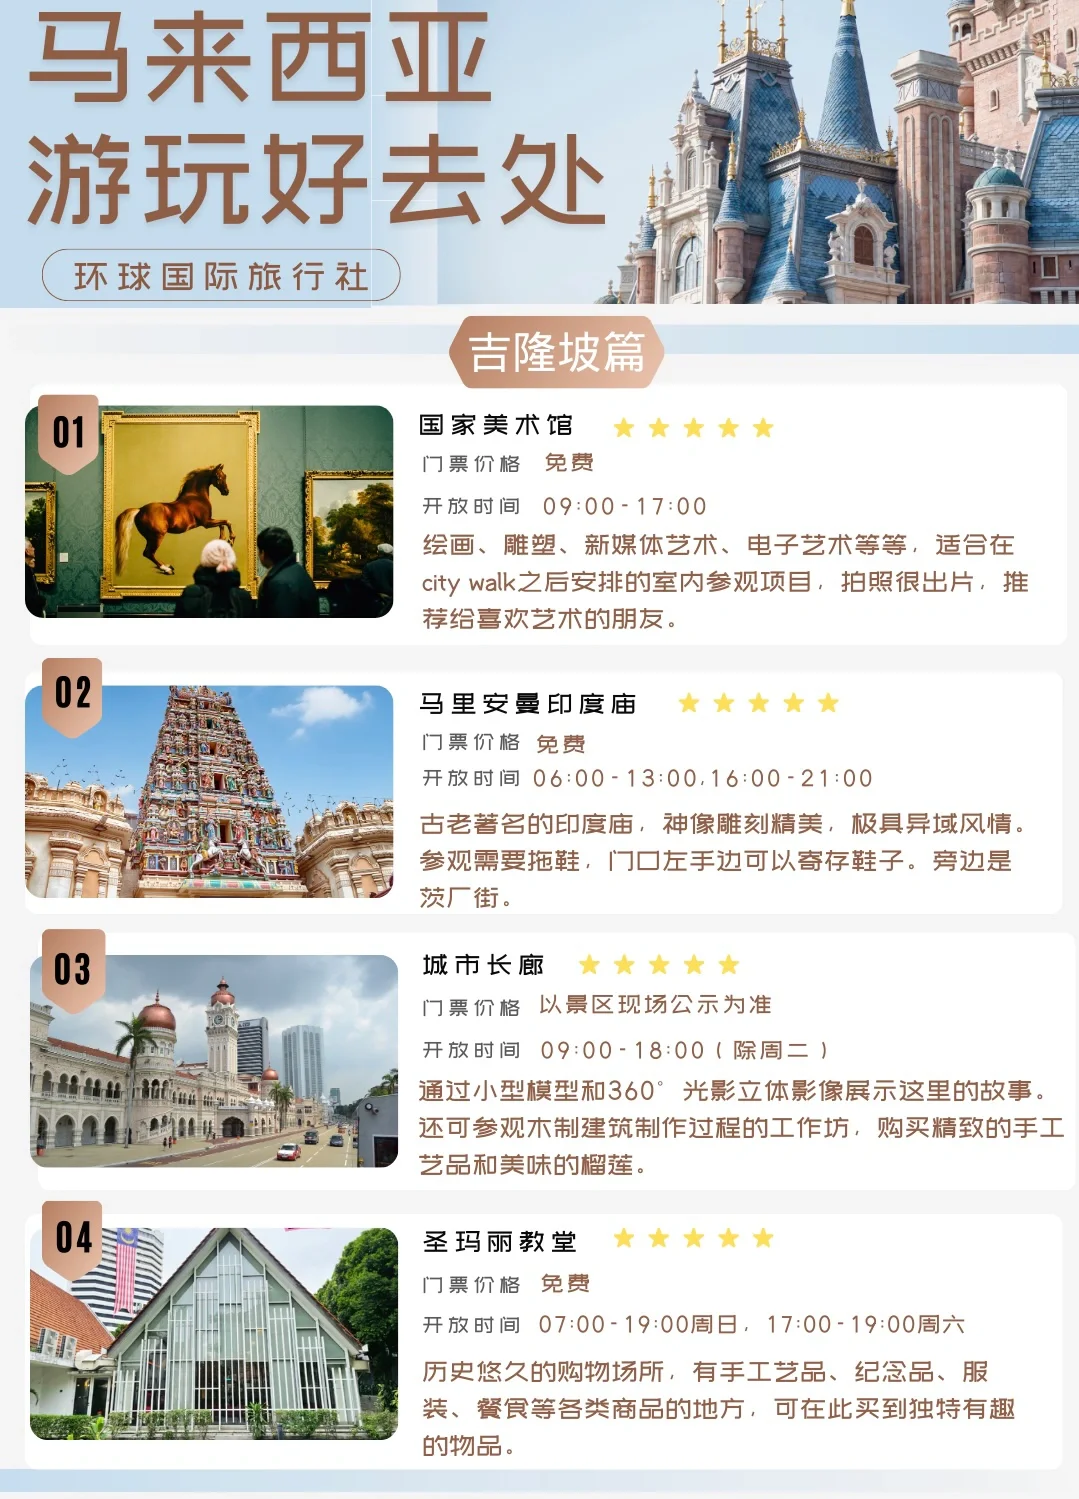 马来西亚
游玩好去处
环球国际旅行社
吉隆坡篇
01
国家美术馆
门票价格 免费
开放时间 09:00-17:00
绘画、雕塑、新媒体艺术、电子艺术等等，适合在
city walk之后安排的室内参观项目，拍照很出片，推
荐给喜欢艺术的朋友。
02
马里安曼印度庙
门票价格 免费
开放时间 06:00-13:00,16:00-21:00
古老著名的印度庙，神像雕刻精美，极具异域风情。
参观需要拖鞋，门口左手边可以寄存鞋子。旁边是
茨厂街。
03
城市长廊
门票价格 以景区现场公示为准
开放时间 09:00-18:00（除周二）
通过小型模型和360°光影立体影像展示这里的故事。
还可参观木制建筑制作过程的工作坊，购买精致的手工
艺品和美味的榴莲。
04
圣玛丽教堂
门票价格 免费
开放时间 07:00-19:00周日，17:00-19:00周六
历史悠久的购物场所，有手工艺品、纪念品、服
装、餐食等各类商品的地方，可在此买到独特有趣
的物品。